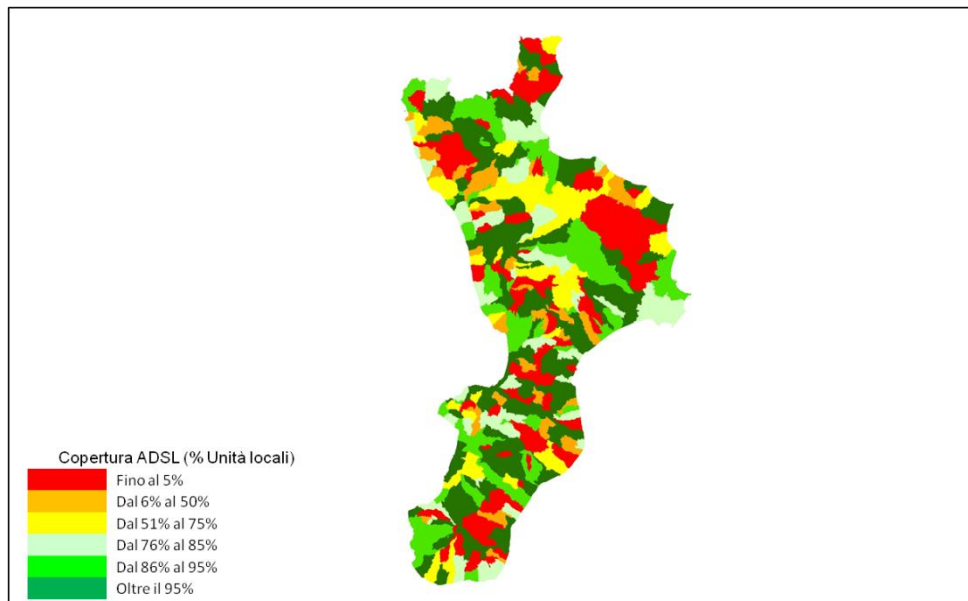 Copertura ADSL (% Unità locali)
Fino al 5%
Dal 6% al 50%
Dal 51% al 75%
Dal 76% al 85%
Dal 86% al 95%
Oltre il 95%